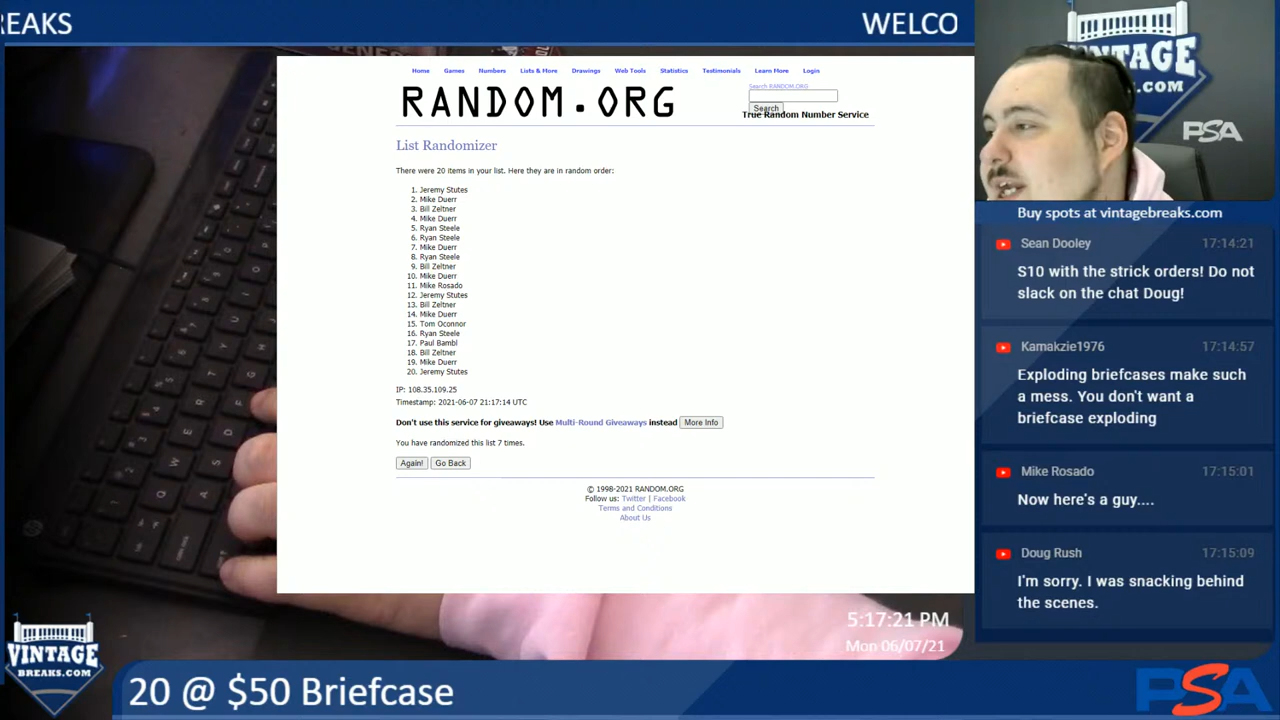 REAKS
WELCO
Home Games Numbers Lists & More Drawings Web Tools Statistics Testimonials Learn More Login
RANDOM.ORG
Search RANDOM.ORG
Search
True Random Number Service
List Randomizer
There were 20 items in your list. Here they are in random order:
1. Jeremy Stutes
2. Mike Duerr
3. Bill Zeltner
4. Mike Duerr
5. Ryan Steele
6. Ryan Steele
7. Mike Duerr
8. Ryan Steele
9. Bill Zeltner
10. Mike Duerr
11. Mike Rosado
12. Jeremy Stutes
13. Bill Zeltner
14. Mike Duerr
15. Tom Oconnor
16. Ryan Steele
17. Paul Bambl
18. Bill Zeltner
19. Mike Duerr
20. Jeremy Stutes
IP: 108.35.109.25
Timestamp: 2021-06-07 21:17:14 UTC
Don't use this service for giveaways! Use Multi-Round Giveaways instead More Info
You have randomized this list 7 times.
Again! Go Back
© 1998-2021 RANDOM.ORG
Follow us: Twitter | Facebook
Terms and Conditions
About Us
VINTAGE
BREAKS.COM
PSA
Buy spots at vintagebreaks.com
Sean Dooley 17:14:21
S10 with the strick orders! Do not
slack on the chat Doug!
Kamakzie1976 17:14:57
Exploding briefcases make such
a mess. You don't want a
briefcase exploding
Mike Rosado 17:15:01
Now here's a guy....
Doug Rush 17:15:09
I'm sorry. I was snacking behind
the scenes.
5:17:21 PM
Mon 06/07/21
VINTAGE
BREAKS.COM
20 @ $50 Briefcase
PSA